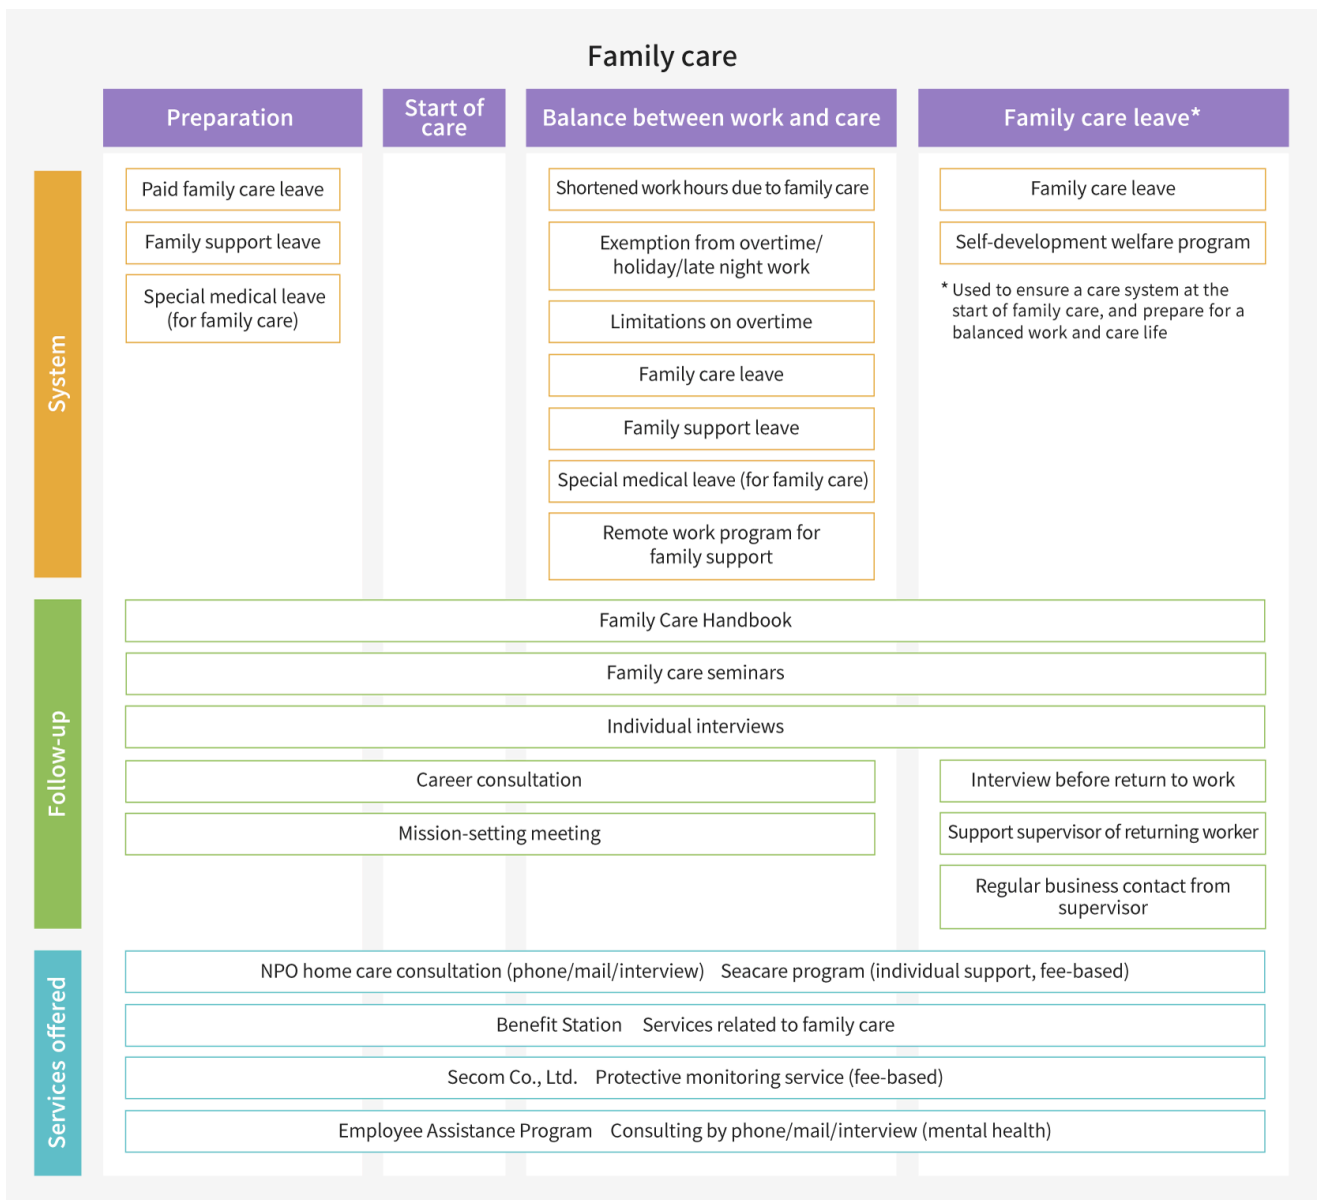 Family care
Preparation
Start of
care
Balance between work and care
Family care leave*
System
Paid family care leave
Family support leave
Special medical leave
(for family care)
Shortened work hours due to family care
Exemption from overtime/
holiday/late night work
Limitations on overtime
Family care leave
Family support leave
Special medical leave (for family care)
Remote work program for
family support
Family care leave
Self-development welfare program
* Used to ensure a care system at the
start of family care, and prepare for a
balanced work and care life
Follow-up
Family Care Handbook
Family care seminars
Individual interviews
Career consultation
Mission-setting meeting
Interview before return to work
Support supervisor of returning worker
Regular business contact from
supervisor
Services offered
NPO home care consultation (phone/mail/interview) Seacare program (individual support, fee-based)
Benefit Station Services related to family care
Secom Co., Ltd. Protective monitoring service (fee-based)
Employee Assistance Program Consulting by phone/mail/interview (mental health)